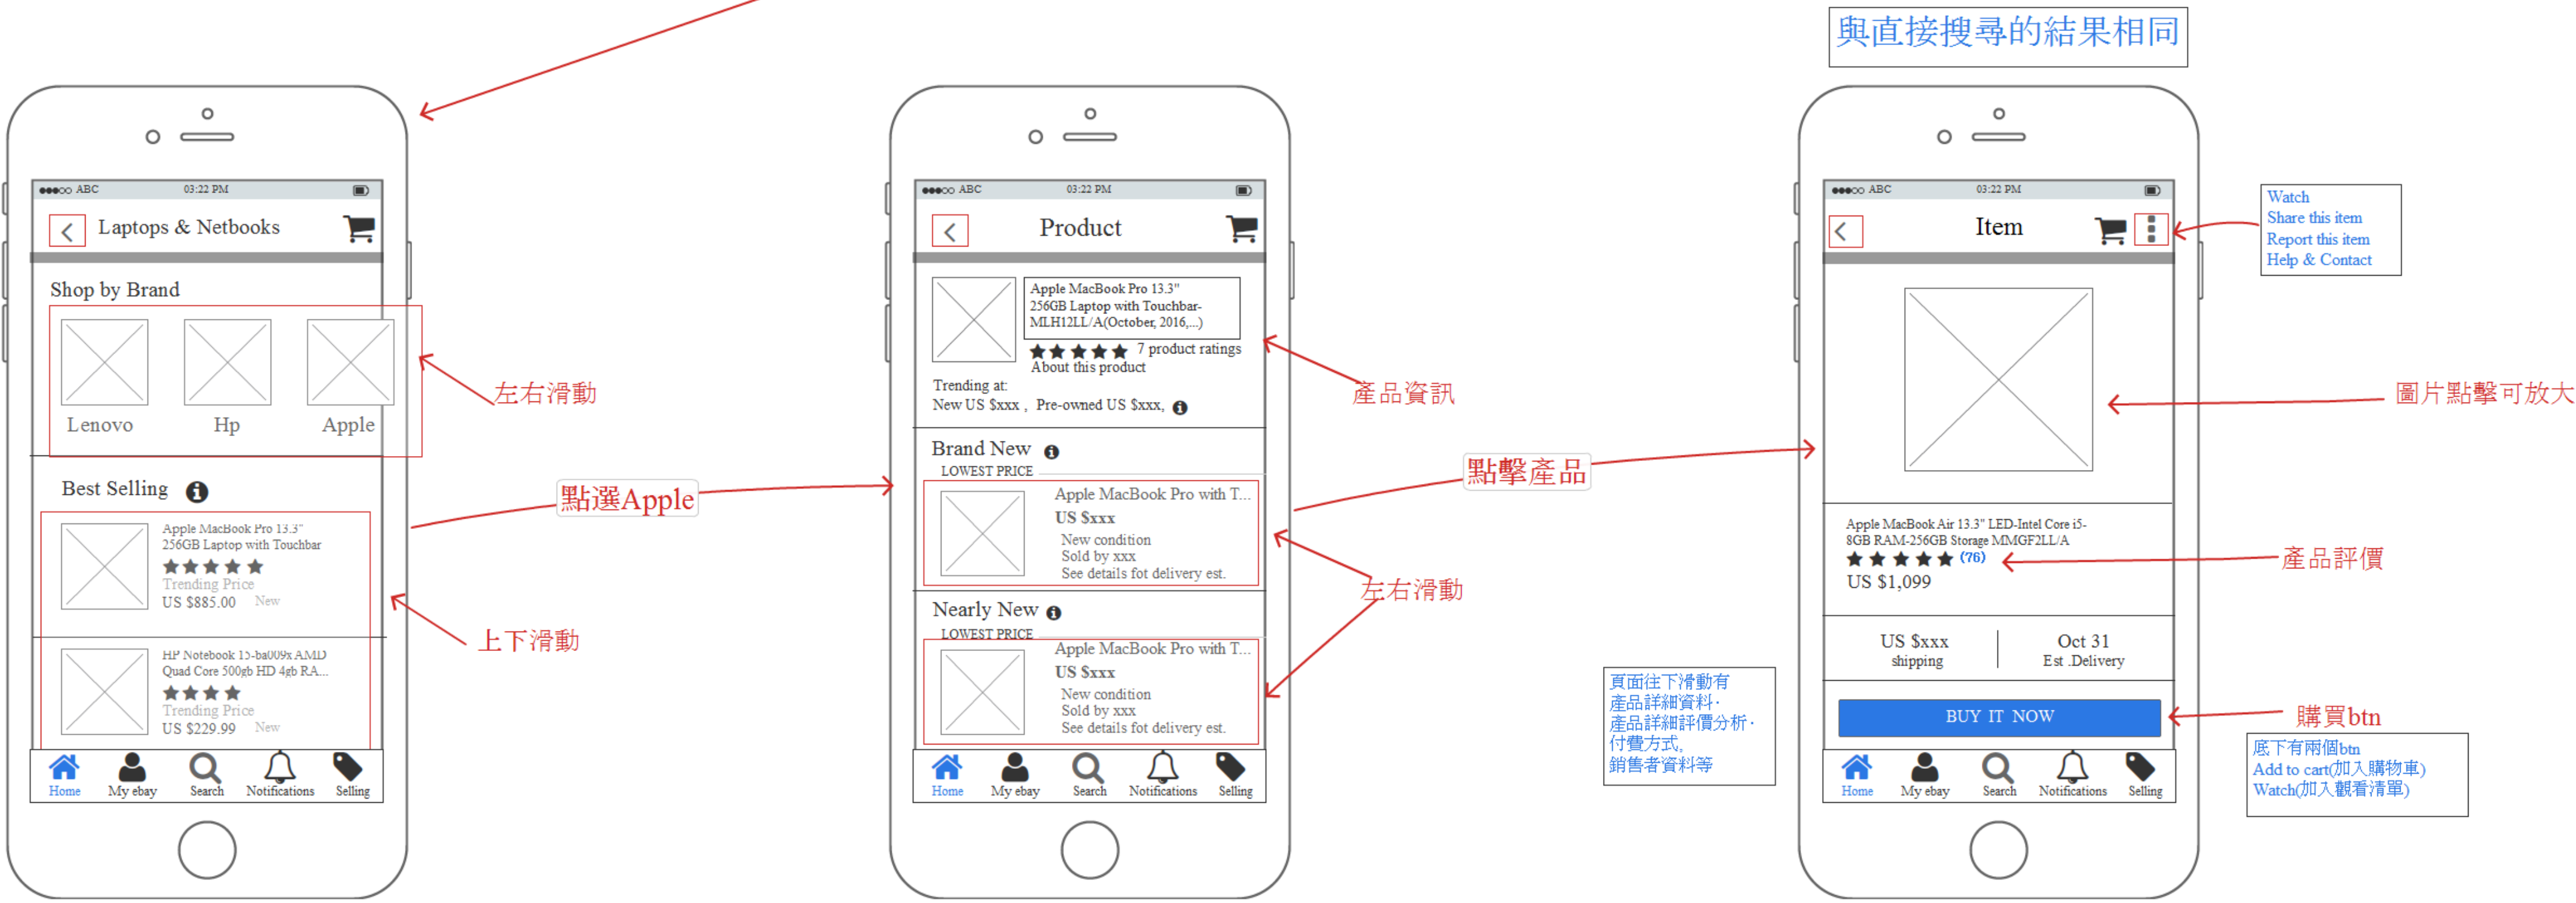 與直接搜尋的結果相同
ABC 03:22 PM
Laptops & Netbooks
Shop by Brand
Lenovo Hp Apple
左右滑動
Best Selling
Apple MacBook Pro 13.3"
256GB Laptop with Touchbar
Trending Price
US $885.00 New
上下滑動
HP Notebook 15-ba009x AMD
Quad Core 500gb HD 4gb RA...
Trending Price
US $229.99 New
Home My ebay Search Notifications Selling
點選Apple
ABC 03:22 PM
Product
Apple MacBook Pro 13.3"
256GB Laptop with Touchbar-
MLH12LL/A(October, 2016,...)
7 product ratings
About this product
Trending at:
New US $xxx , Pre-owned US $xxx,
產品資訊
Brand New
LOWEST PRICE
Apple MacBook Pro with T...
US $xxx
New condition
Sold by xxx
See details fot delivery est.
左右滑動
Nearly New
LOWEST PRICE
Apple MacBook Pro with T...
US $xxx
New condition
Sold by xxx
See details fot delivery est.
Home My ebay Search Notifications Selling
點擊產品
ABC 03:22 PM
Item
Watch
Share this item
Report this item
Help & Contact
圖片點擊可放大
Apple MacBook Air 13.3" LED-Intel Core i5-
8GB RAM-256GB Storage MMGF2LL/A
(76)
產品評價
US $1,099
US $xxx
shipping
Oct 31
Est .Delivery
BUY IT NOW
購買btn
頁面往下滑動有
產品詳細資料·
產品詳細評價分析·
付費方式,
銷售者資料等
底下有兩個btn
Add to cart(加入購物車)
Watch(加入觀看清單)
Home My ebay Search Notifications Selling